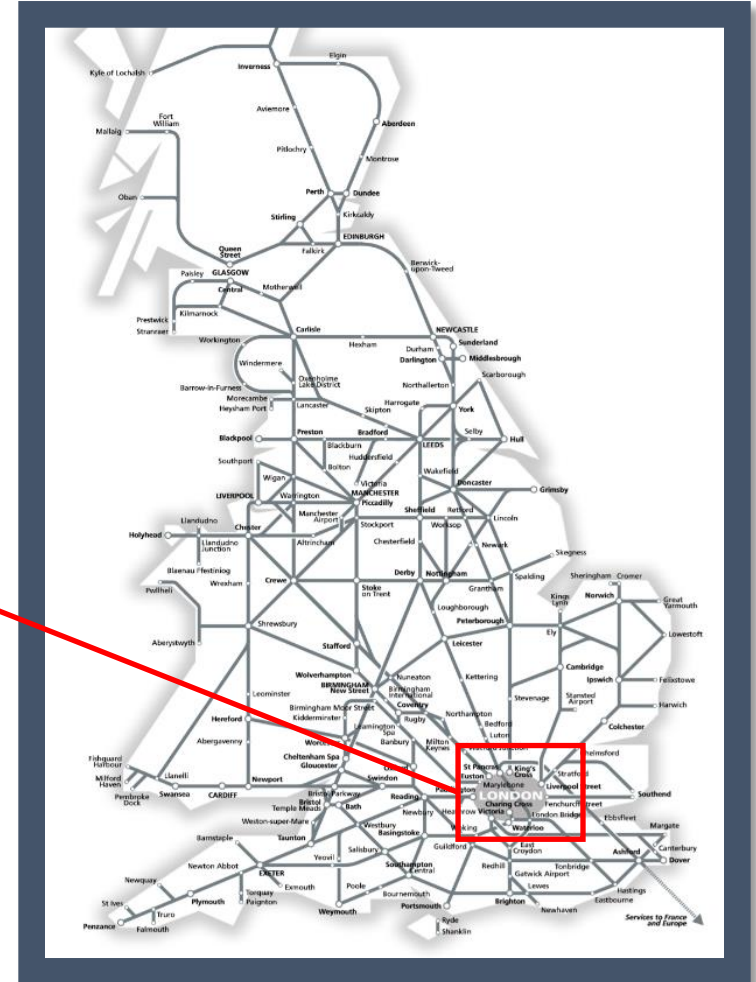 Elgin
Inverness
Kyle of Lochalsh
Aviemore
Fort
William
Aberdeen
Mallaig
Pitlochry
Montrose
Perth
Dundee
Oban
Stirling
Kirkcaldy
EDINBURGH
Queen
Street
Falkirk
Berwick-
upon-Tweed
Paisley
GLASGOW
Central
Motherwell
Prestwick
Kilmarnock
Stranraer
Carlisle
NEWCASTLE
Workington
Hexham
Sunderland
Durham
Darlington
Middlesbrough
Windermere
Scarborough
Oxenholme
Lake District
Northallerton
Barrow-in-Furness
Morecambe
Lancaster
Harrogate
York
Heysham Port
Skipton
Blackpool
Preston
Bradford
Selby
Hull
Blackburn
LEEDS
Huddersfield
Southport
Bolton
Wakefield
Wigan
Victoria
Doncaster
LIVERPOOL
Warrington
MANCHESTER
Piccadilly
Grimsby
Sheffield
Retford
Llandudno
Manchester
Airport
Lincoln
Chester
Stockport
Worksop
Holyhead
Llandudno
Junction
Altrincham
Chesterfield
Newark
Skegness
Blaenau Ffestiniog
Derby
Nottingham
Spalding
Sheringham
Cromer
Pwllheli
Wrexham
Crewe
Stoke
on Trent
Grantham
Kings
Lynn
Norwich
Great
Yarmouth
Loughborough
Peterborough
Shrewsbury
Ely
Lowestoft
Aberystwyth
Stafford
Leicester
Wolverhampton
Cambridge
BIRMINGHAM
New Street
Nuneaton
Kettering
Ipswich
Felixstowe
Birmingham
International
Leominster
Coventry
Stevenage
Stansted
Airport
Birmingham Moor Street
Harwich
Kidderminster
Rugby
Northampton
Hereford
Leamington
Spa
Bedford
Colchester
Abergavenny
Banbury
Milton
Keynes
Luton
Chelmsford
Fishguard
Harbour
Cheltenham Spa
St Pancras
King's
Cross
Gloucester
Euston
Stratford
Milford
Haven
Llanelli
Newport
Swindon
Marylebone
Liverpool Street
Bristol Parkway
Reading
LONDON
Southend
Pembroke
Dock
Swansea
CARDIFF
Bristol
Temple Meads
Bath
Charing Cross
Fenchurch Street
Newbury
Heathrow
Victoria
London Bridge
Ebbsfleet
Weston-super-Mare
Margate
Westbury
Woking
Waterloo
Barnstaple
Taunton
Basingstoke
East
Croydon
Canterbury
Salisbury
Guildford
Ashford
Dover
Yeovil
Redhill
Tonbridge
Newton Abbot
Southampton
Central
Gatwick Airport
EXETER
Newquay
Exmouth
Poole
Lewes
Hastings
Torquay
Bournemouth
Eastbourne
St Ives
Plymouth
Paignton
Portsmouth
Brighton
Newhaven
Truro
Weymouth
Penzance
Falmouth
Ryde
Services to France
and Europe
Shanklin